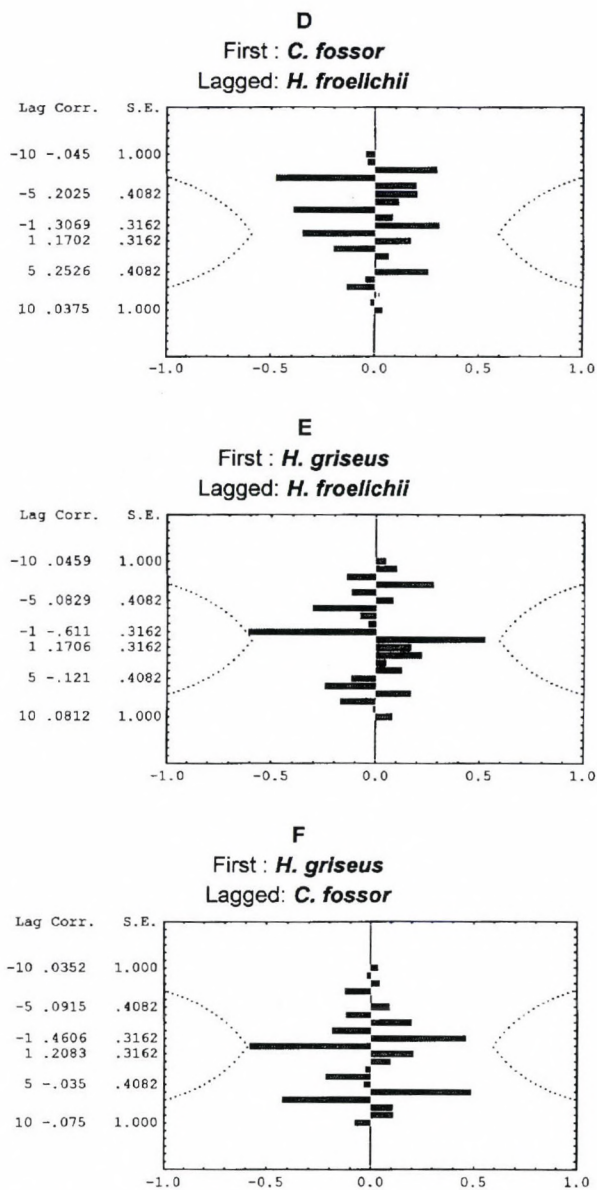 D
First : C. fossor
Lagged: H. froelichii
Lag Corr. S.E.
-10 -.045 1.000
-5 .2025 .4082
-1 .3069 .3162
1 .1702 .3162
5 .2526 .4082
10 .0375 1.000
-1.0 -0.5 0.0 0.5 1.0
E
First : H. griseus
Lagged: H. froelichii
Lag Corr. S.E.
-10 .0459 1.000
-5 .0829 .4082
-1 -.611 .3162
1 .1706 .3162
5 -.121 .4082
10 .0812 1.000
-1.0 -0.5 0.0 0.5 1.0
F
First : H. griseus
Lagged: C. fossor
Lag Corr. S.E.
-10 .0352 1.000
-5 .0915 .4082
-1 .4606 .3162
1 .2083 .3162
5 -.035 .4082
10 -.075 1.000
-1.0 -0.5 0.0 0.5 1.0